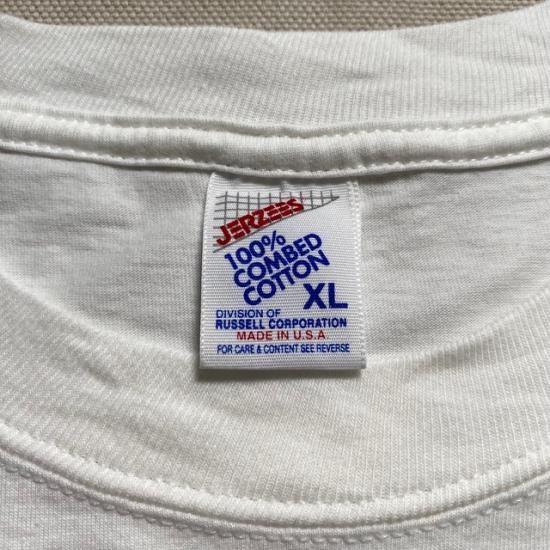 JERZEES
100%
COMBED
COTTON
XL
DIVISION OF
RUSSELL CORPORATION
MADE IN U.S.A
FOR CARE & CONTENT SEE REVERSE